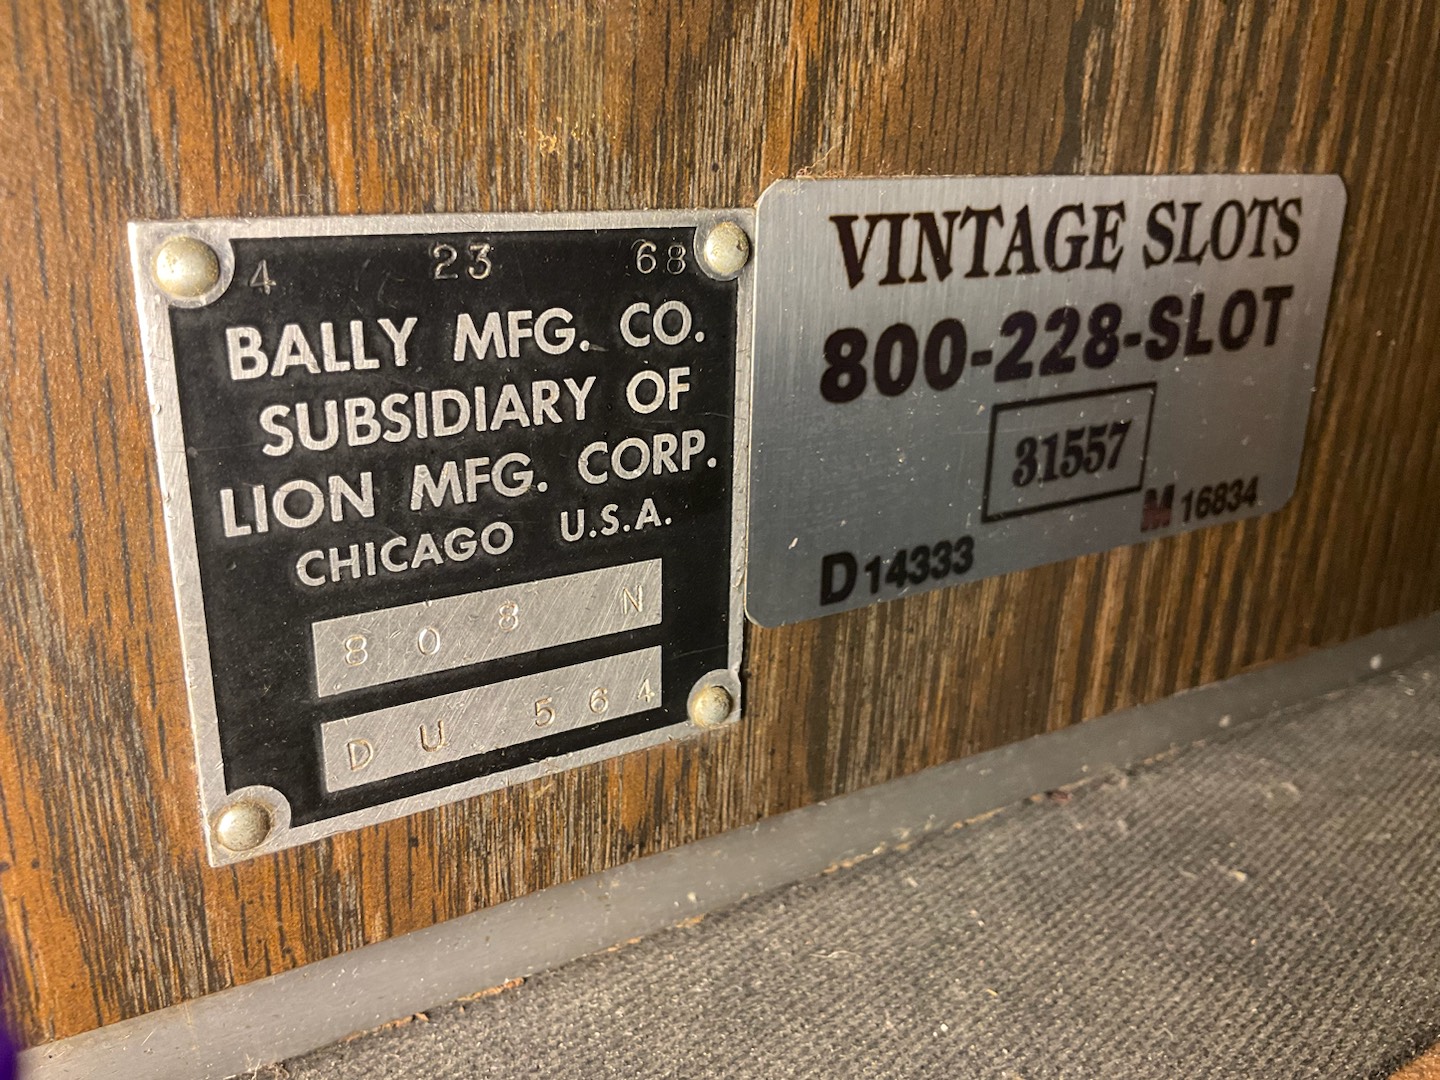 4 23 68
BALLY MFG. CO.
SUBSIDIARY OF
LION MFG. CORP.
CHICAGO U.S.A.
808 N
DU 564
VINTAGE SLOTS
800-228-SLOT
31557
M 16834
D 14333